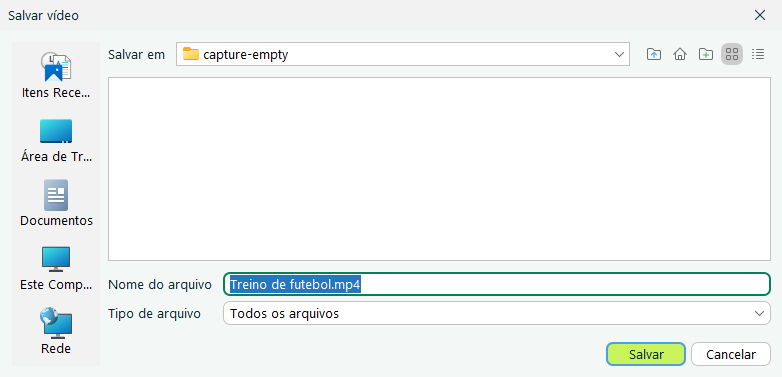 Salvar vídeo
Salvar em
capture-empty
Itens Rece...
Área de Tr...
Documentos
Este Comp...
Rede
Nome do arquivo
Treino de futebol.mp4
Tipo de arquivo
Todos os arquivos
Salvar
Cancelar